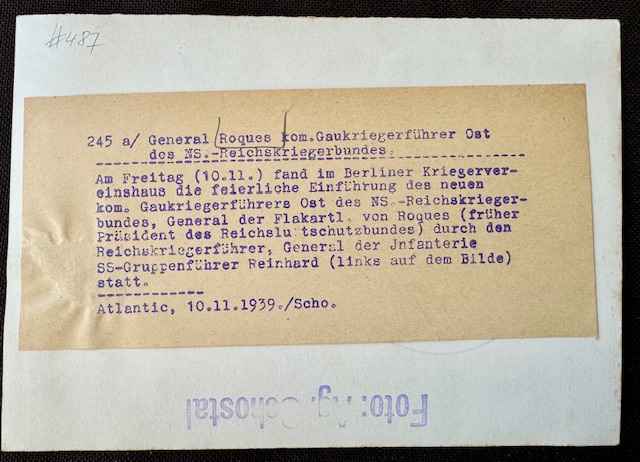 #487
245 a/ General (Roques) kom.Gaukriegerführer Ost
des NS.-Reichskriegerbundes.
Am Freitag (10.11.) fand im Berliner Kriegerver-
einshaus die feierliche Einführung des neuen
kom. Gaukriegerführers Ost des NS.-Reichskrieger-
bundes, General der Flakartl. von Roques (früher
Präsident des Reichslu tschutzbundes) durch den
Reichskriegerführer, General der Jnfanterie
SS-Gruppenführer Reinhard (links auf dem Bilde)
statt.
Atlantic, 10.11.1939./Scho.
Foto: Ag. Schostal